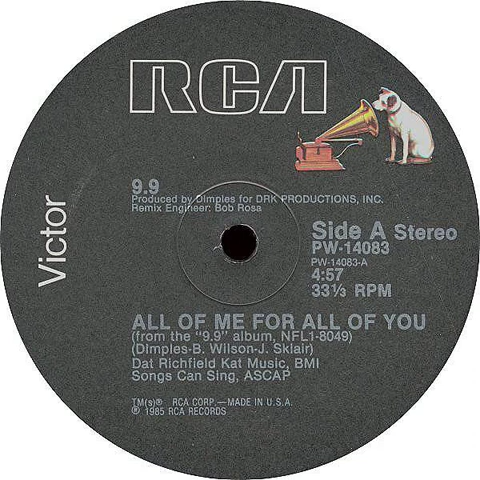 RCA
Victor
9.9
Produced by Dimples for DRK PRODUCTIONS, INC.
Remix Engineer: Bob Rosa
Side A Stereo
PW-14083
PW-14083-A
4:57
33⅓ RPM
ALL OF ME FOR ALL OF YOU
(from the "9.9" album, NFL1-8049)
(DImples-B. Wilson-J. Sklair)
Dat Richfield Kat Music, BMI
Songs Can Sing, ASCAP
TM(s)® RCA CORP.—MADE IN U.S.A.
℗ 1985 RCA RECORDS